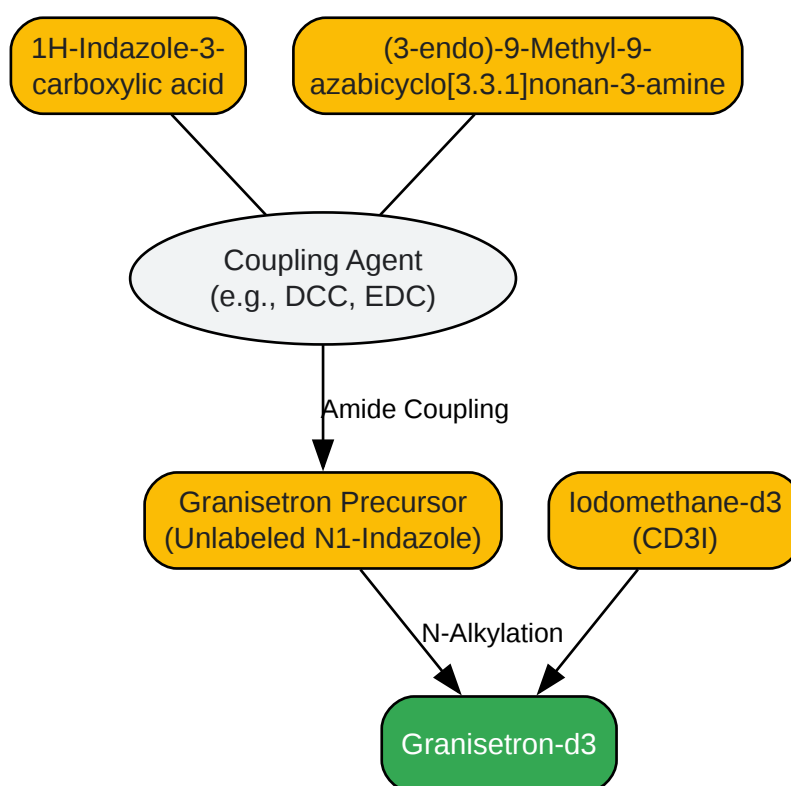 1H-Indazole-3-
carboxylic acid
(3-endo)-9-Methyl-9-
azabicyclo[3.3.1]nonan-3-amine
Coupling Agent
(e.g., DCC, EDC)
Amide Coupling
Granisetron Precursor
(Unlabeled N1-Indazole)
Iodomethane-d3
(CD3I)
N-Alkylation
Granisetron-d3